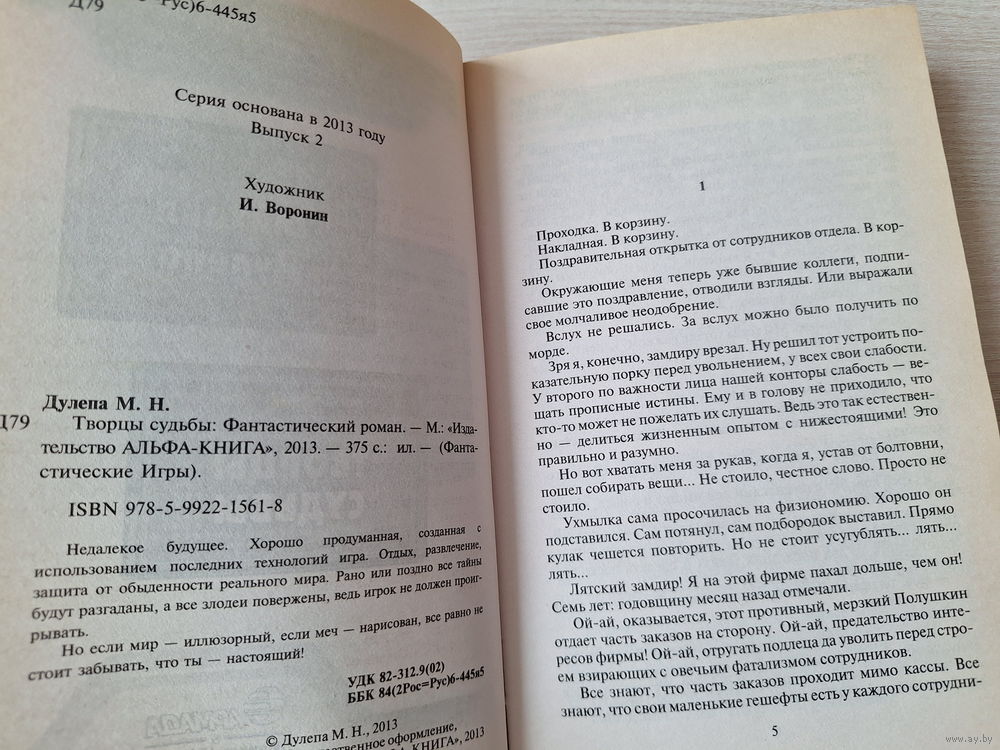 Рус)6-445я5
Д79
Серия основана в 2013 году
Выпуск 2
Художник
И. Воронин
Дулепа М. Н.
Д79
Творцы судьбы: Фантастический роман. — М.: «Изда-
тельство АЛЬФА-КНИГА», 2013. — 375 с.: ил. — (Фанта-
стические Игры).
ISBN 978-5-9922-1561-8
Недалекое будущее. Хорошо продуманная, созданная с
использованием последних технологий игра. Отдых, развлечение,
защита от обыденности реального мира. Рано или поздно все тайны
будут разгаданы, а все злодеи повержены, ведь игрок не должен проиг-
рывать.
Но если мир — иллюзорный, если меч — нарисован, все равно не
стоит забывать, что ты — настоящий!
УДК 82-312.9(02)
ББК 84(2Рос=Рус)6-445я5
© Дулепа М. Н., 2013
оформление,
КНИГА», 2013
1
Проходка. В корзину.
Накладная. В корзину.
Поздравительная открытка от сотрудников отдела. В кор-
зину.
Окружающие меня теперь уже бывшие коллеги, подпи-
савшие это поздравление, отводили взгляды. Или выражали
свое молчаливое неодобрение.
Вслух не решались. За вслух можно было получить по
морде.
Зря я, конечно, замдиру врезал. Ну решил тот устроить по-
казательную порку перед увольнением, у всех свои слабости.
У второго по важности лица нашей конторы слабость — ве-
щать прописные истины. Ему и в голову не приходило, что
кто-то может не пожелать их слушать. Ведь это так естествен-
но — делиться жизненным опытом с нижестоящими! Это
правильно и разумно.
Но вот хватать меня за рукав, когда я, устав от болтовни,
пошел собирать вещи... Не стоило, честное слово. Просто не
стоило.
Ухмылка сама просочилась на физиономию. Хорошо он
подставился. Сам потянул, сам подбородок выставил. Прямо
кулак чешется повторить. Но не стоит усугублять... лять...
лять...
Лятский замдир! Я на этой фирме пахал дольше, чем он!
Семь лет: годовщину месяц назад отмечали.
Ой-ай, оказывается, этот противный, мерзкий Полушкин
отдает часть заказов на сторону. Ой-ай, предательство инте-
ресов фирмы! Ой-ай, отругать подлеца да уволить перед стро-
ем взирающих с овечьим фатализмом сотрудников.
Все знают, что часть заказов проходит мимо кассы. Все
знают, что свои маленькие гешефты есть у каждого сотрудни-
5
www.ay.by